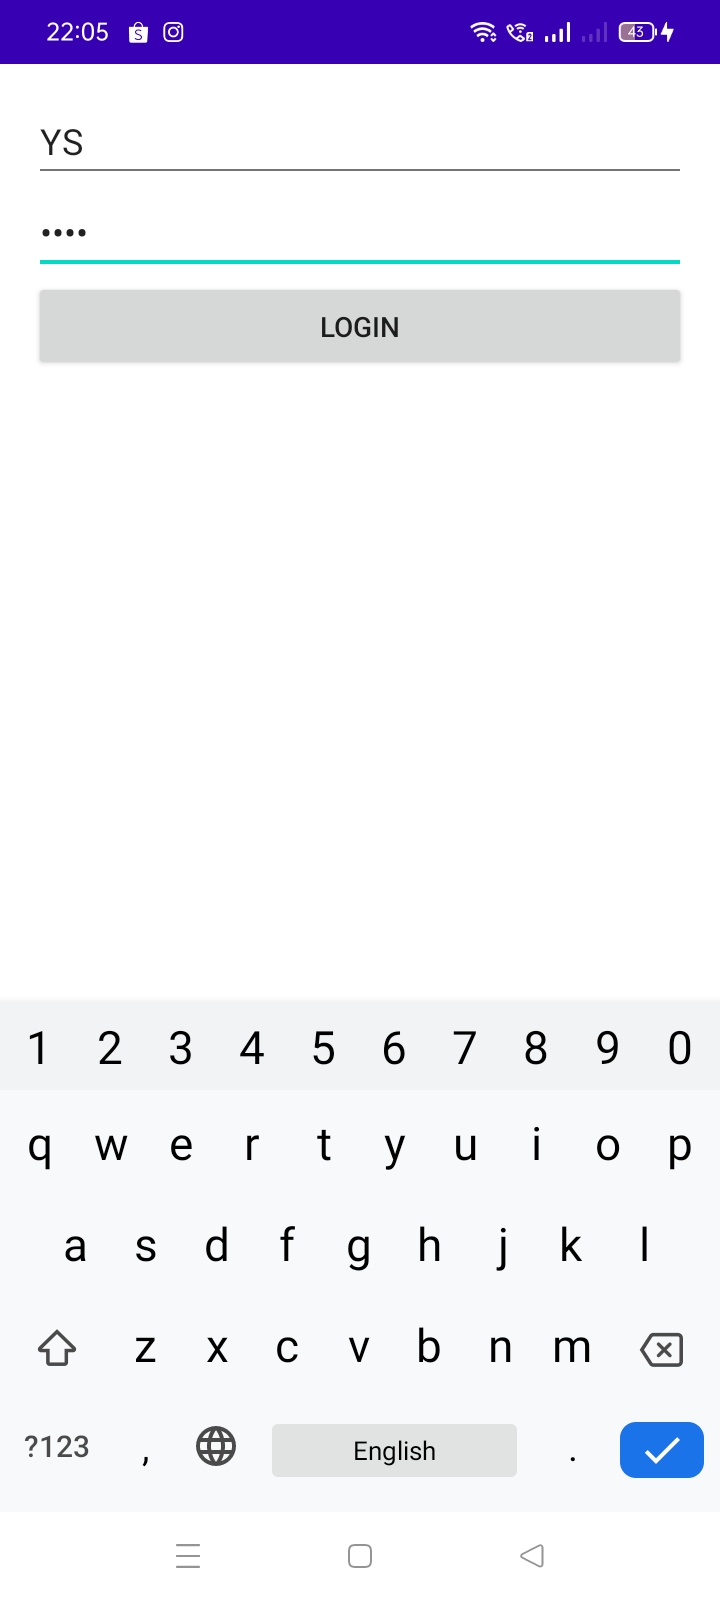 22:05 43
YS
••••
LOGIN
1 2 3 4 5 6 7 8 9 0
q w e r t y u i o p
a s d f g h j k l
z x c v b n m
?123 , English .